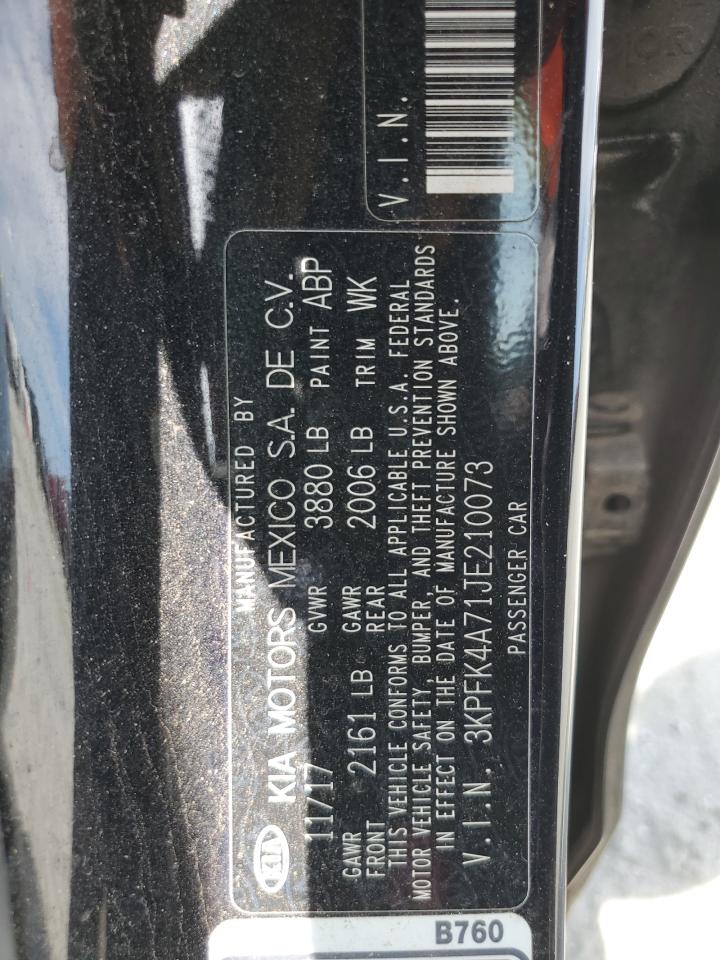 MANUFACTURED BY
KIA KIA MOTORS MEXICO S.A. DE C.V.
11/17 GVWR 3880 LB PAINT ABP
GAWR FRONT 2161 LB GAWR REAR 2006 LB TRIM WK
THIS VEHICLE CONFORMS TO ALL APPLICABLE U.S.A. FEDERAL
MOTOR VEHICLE SAFETY, BUMPER, AND THEFT PREVENTION STANDARDS
IN EFFECT ON THE DATE OF MANUFACTURE SHOWN ABOVE.
V.I.N. 3KPFK4A71JE210073
PASSENGER CAR
V.I.N.
B760